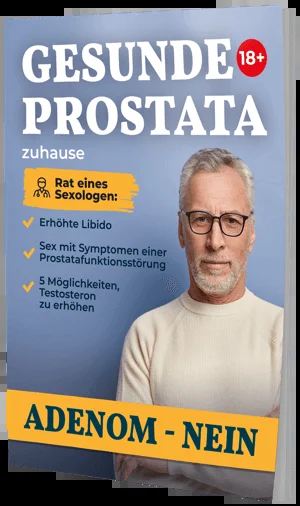 GESUNDE
18+
PROSTATA
zuhause
Rat eines
Sexologen:
Erhöhte Libido
Sex mit Symptomen einer
Prostatafunktionsstörung
5 Möglichkeiten,
Testosteron
zu erhöhen
ADENOM - NEIN